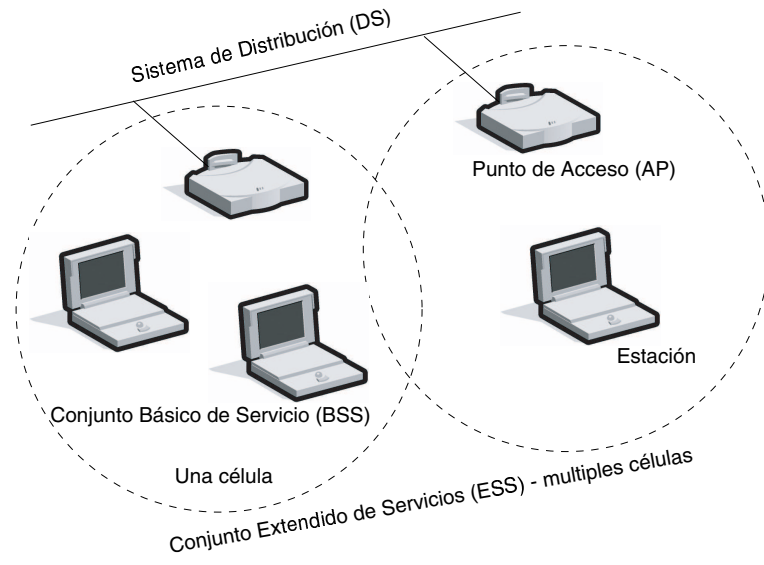 Sistema de Distribución (DS)
Punto de Acceso (AP)
Estación
Conjunto Básico de Servicio (BSS)
Una célula
Conjunto Extendido de Servicios (ESS) - multiples células